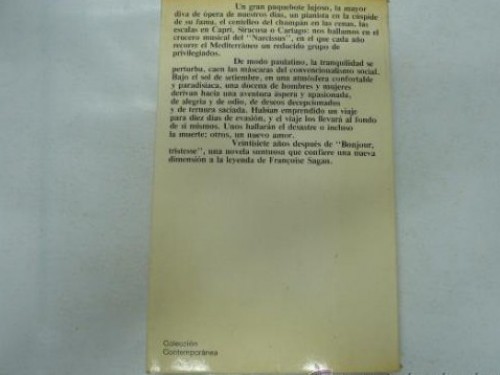 Un gran paquebote lujoso, la mayor
diva de ópera de nuestros días, un pianista en la cúspide
de su fama, el centelleo del champán en las cenas, las
escalas en Capri, Siracusa o Cartago: nos hallamos en el
crucero musical del "Narcissus", en el que cada año
recorre el Mediterráneo un reducido grupo de
privilegiados.
De modo paulatino, la tranquilidad se
perturba, caen las máscaras del convencionalismo social.
Bajo el sol de setiembre, en una atmósfera confortable
y paradisíaca, una docena de hombres y mujeres
derivan hacia una aventura áspera y apasionada,
de alegría y de odio, de deseos decepcionados
y de ternura saciada. Habían emprendido un viaje
para diez días de evasión, y el viaje los llevará al fondo
de sí mismos. Unos hallarán el desastre o incluso
la muerte; otros, un nuevo amor.
Veintisiete años después de "Bonjour,
tristesse", una novela suntuosa que confiere una nueva
dimensión a la leyenda de Françoise Sagan.
Colección
Contemporánea